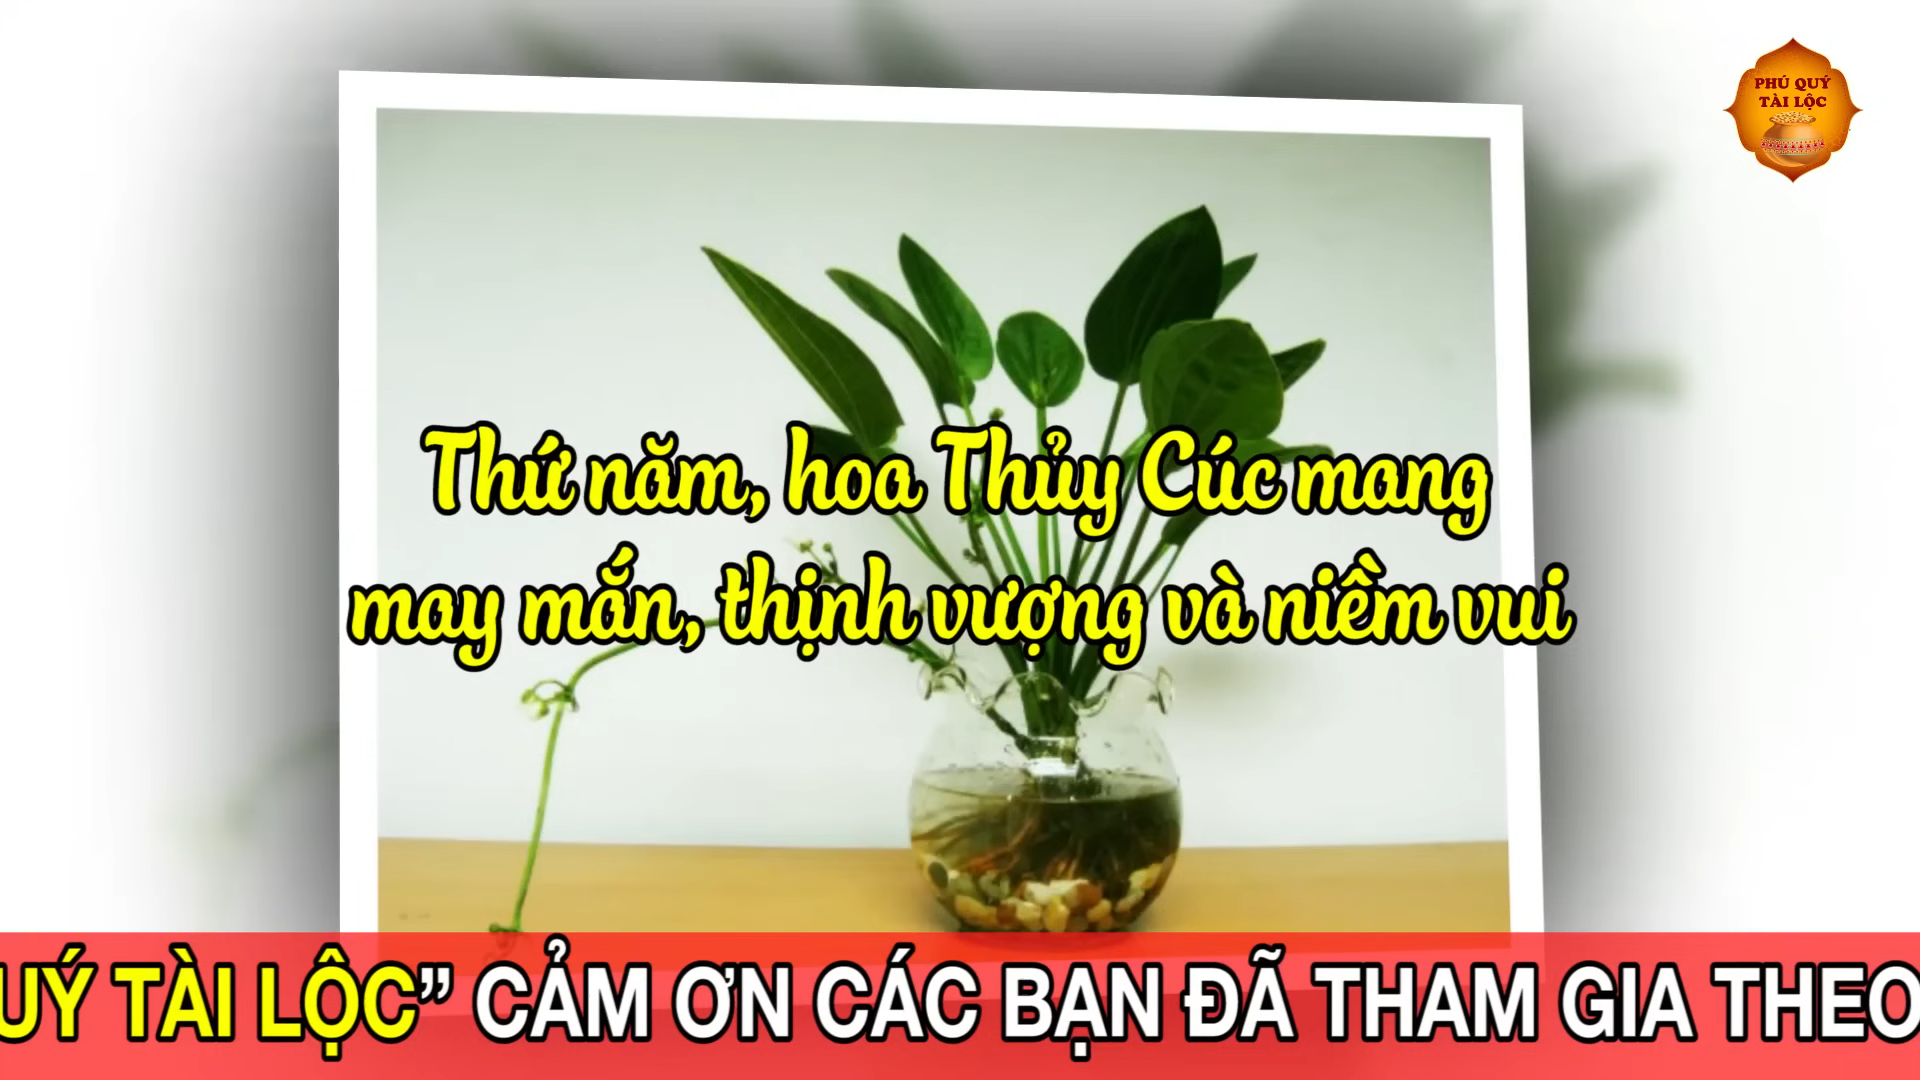 PHÚ QUÝ
TÀI LỘC
Thứ năm, hoa Thủy Cúc mang
may mắn, thịnh vượng và niềm vui
UÝ TÀI LỘC” CẢM ƠN CÁC BẠN ĐÃ THAM GIA THEO